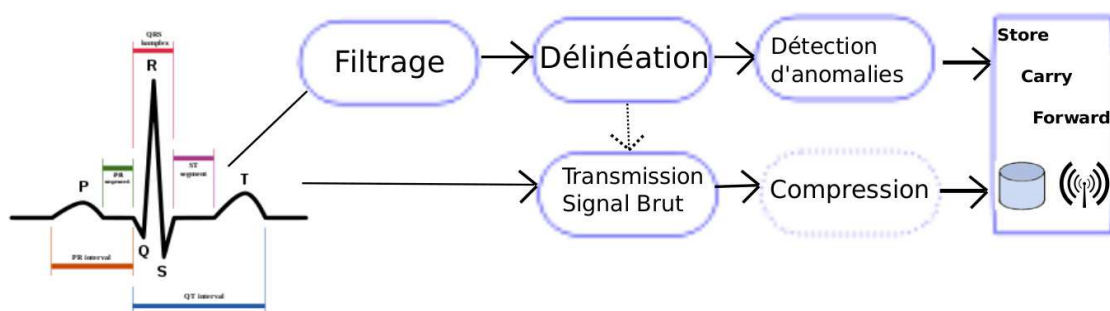 QRS
komplex
R
P
PR
segment
ST
segment
T
Q
S
PR interval
QT interval
Filtrage
Délinéation
Détection
d'anomalies
Transmission
Signal Brut
Compression
Store
Carry
Forward